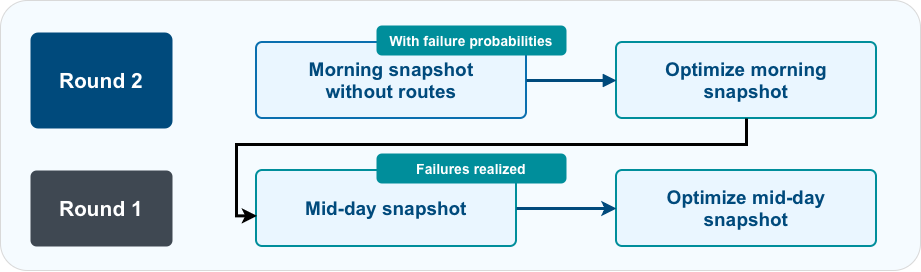 Round 2
With failure probabilities
Morning snapshot
without routes
Optimize morning
snapshot
Round 1
Failures realized
Mid-day snapshot
Optimize mid-day
snapshot